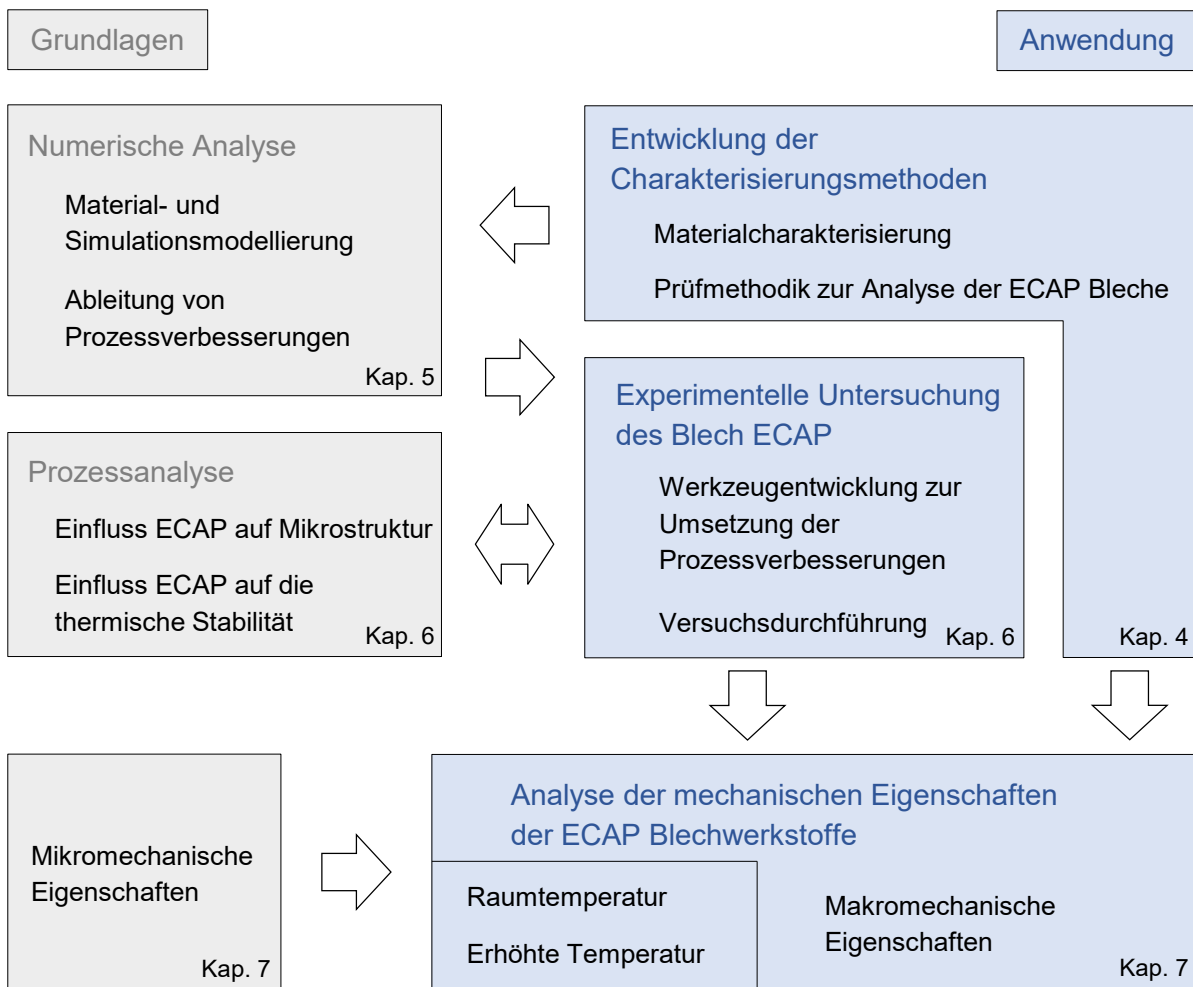 Grundlagen
Anwendung
Numerische Analyse
Material- und
Simulationsmodellierung
Ableitung von
Prozessverbesserungen
Kap. 5
Entwicklung der
Charakterisierungsmethoden
Materialcharakterisierung
Prüfmethodik zur Analyse der ECAP Bleche
Kap. 4
Prozessanalyse
Einfluss ECAP auf Mikrostruktur
Einfluss ECAP auf die
thermische Stabilität
Kap. 6
Experimentelle Untersuchung
des Blech ECAP
Werkzeugentwicklung zur
Umsetzung der
Prozessverbesserungen
Versuchsdurchführung
Kap. 6
Mikromechanische
Eigenschaften
Kap. 7
Analyse der mechanischen Eigenschaften
der ECAP Blechwerkstoffe
Raumtemperatur
Erhöhte Temperatur
Makromechanische
Eigenschaften
Kap. 7